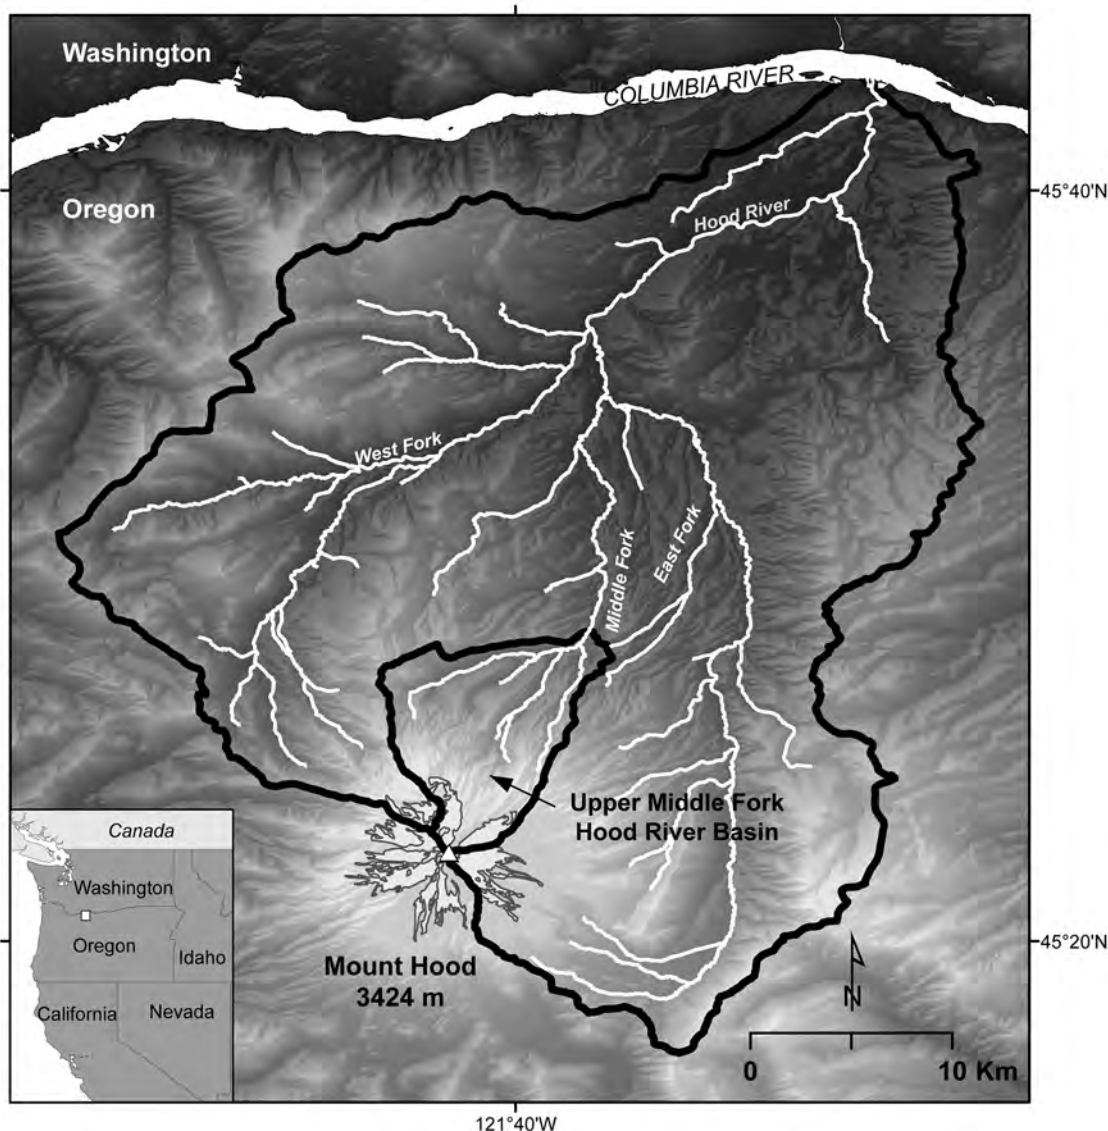 Washington
COLUMBIA RIVER
45°40'N
Oregon
Hood River
West Fork
Middle Fork
East Fork
Upper Middle Fork
Hood River Basin
Canada
Washington
Oregon
Idaho
California
Nevada
Mount Hood
3424 m
45°20'N
N
0
10 Km
121°40'W